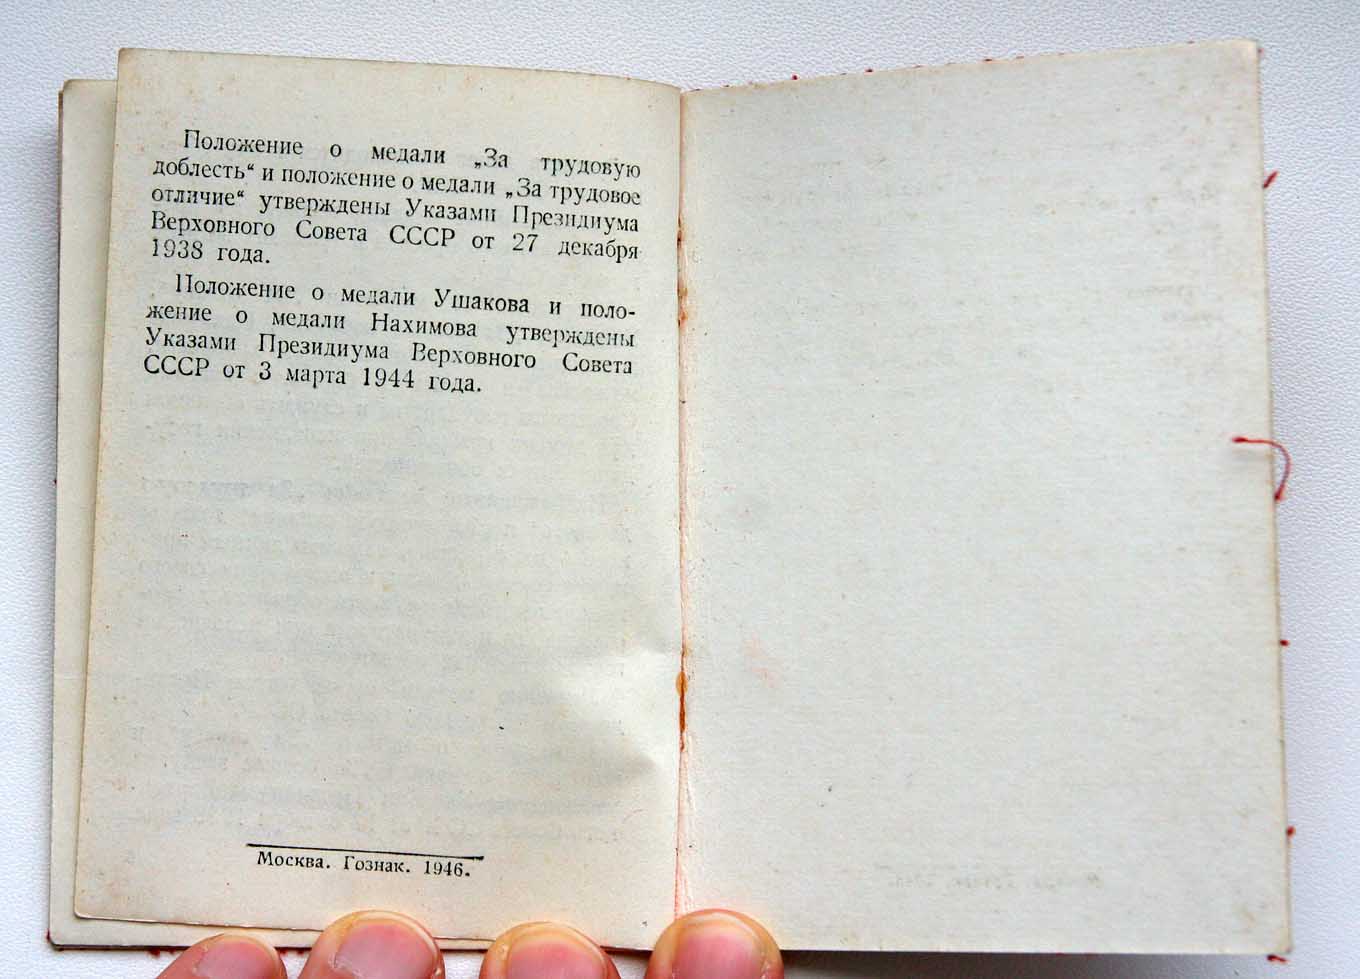 Положение о медали „За трудовую
доблесть“ и положение о медали „За трудовое
отличие“ утверждены Указами Президиума
Верховного Совета СССР от 27 декабря
1938 года.
Положение о медали Ушакова и поло-
жение о медали Нахимова утверждены
Указами Президиума Верховного Совета
СССР от 3 марта 1944 года.
Москва. Гознак. 1946.